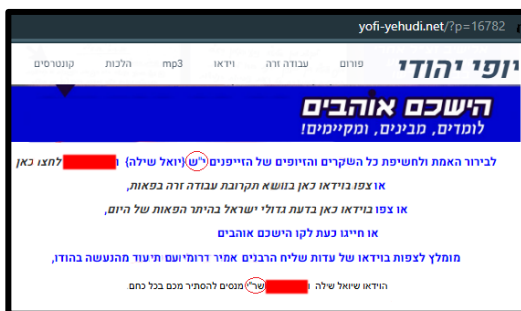 yofi-yehudi.net/?p=16782
יופי יהודי
פורום עבודה זרה וידאו mp3 הלכות קונטרסים
הישכם אוהבים
לומדים, מבינים, ומקיימים!
לבירור האמת ולחשיפת כל השקרים והזיופים של הזייפנים י"ש {יואל שילה} ו לחצו כאן
או צפו בוידאו כאן בנושא תקרובת עבודה זרה בפאות,
או צפו בוידאו כאן בדעת גדולי ישראל בהיתר הפאות של היום,
או חייגו כעת לקו הישכם אוהבים
מומלץ לצפות בוידאו של עדות שליח הרבנים אמיר דרומיועם תיעוד מהנעשה בהודו,
הוידאו שיואל שילה ו שר"י מנסים להסתיר מכם בכל כחם.